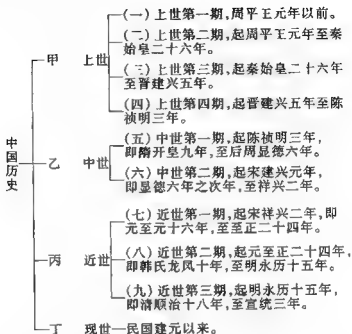 中国历史
甲 上世
(一)上世第一期,周平王元年以前。
(二)上世第二期,起周平王元年至秦
始皇二十六年。
(三)上世第三期,起秦始皇二十六年
至晋建兴五年。
(四)上世第四期,起晋建兴五年至陈
祯明三年。
乙 中世
(五)中世第一期,起陈祯明三年,
即隋开皇九年,至后周显德六年。
(六)中世第二期,起宋建兴元年,
即显德六年之次年,至祥兴二年。
丙 近世
(七)近世第一期,起宋祥兴二年,即
元至元十六年,至至正二十四年。
(八)近世第二期,起元至正二十四年,
即韩氏龙凤十年,至明永历十五年。
(九)近世第三期,起明永历十五年,
即清顺治十八年,至宣统三年。
丁 现世—民国建元以来。